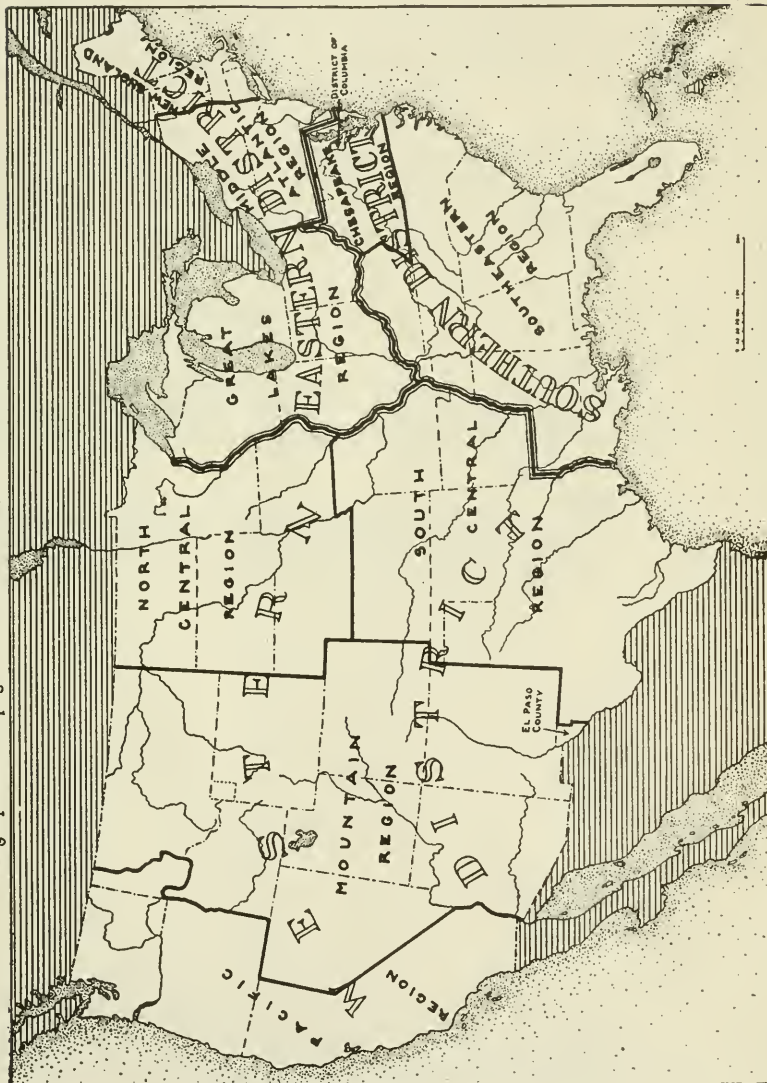 NEW ENGLAND
REGION
MIDDLE
ATLANTIC
REGION
DISTRICT OF
COLUMBIA
CHESAPEAKE
REGION
EASTERN DISTRICT
GREAT
LAKES
REGION
SOUTHEASTERN
REGION
SOUTHERN DISTRICT
NORTH
CENTRAL
REGION
SOUTH
CENTRAL
REGION
WESTERN
DISTRICT
MOUNTAIN
REGION
EL PASO
COUNTY
PACIFIC
REGION